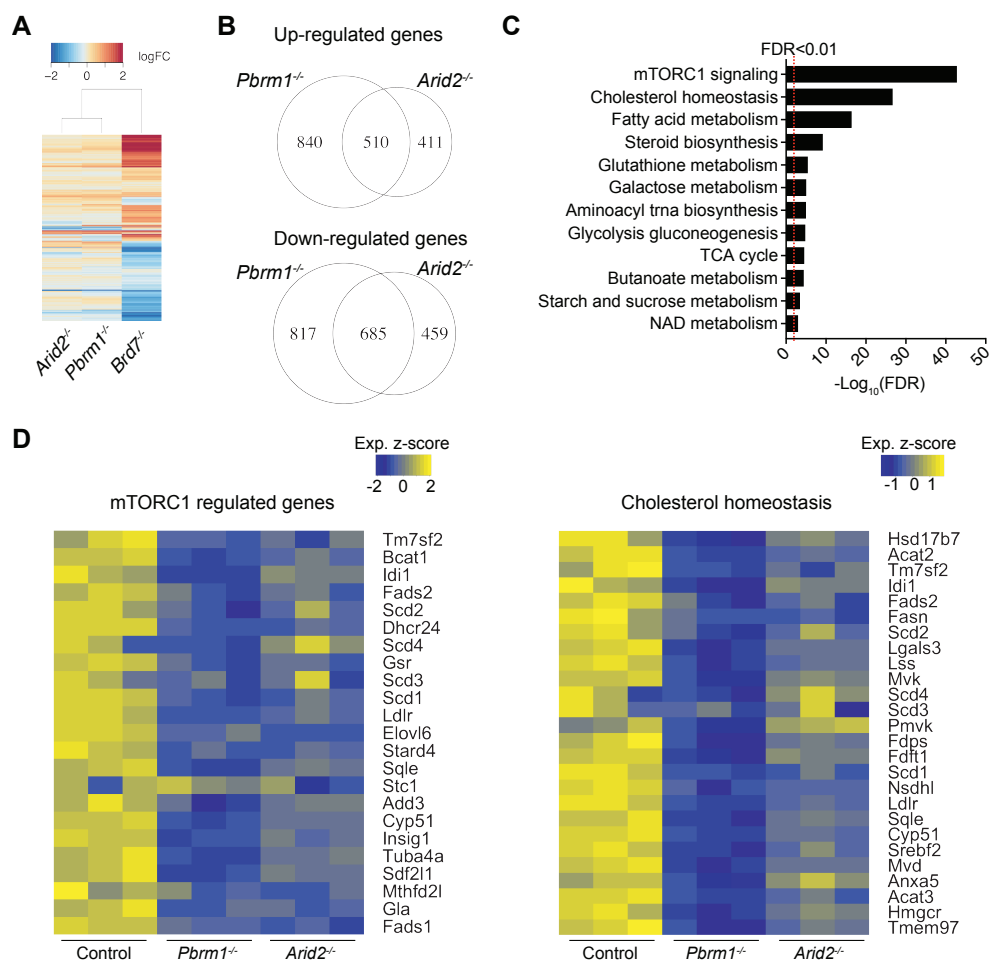 A
logFC
−2 0 2
Arid2-/-
Pbrm1-/-
Brd7-/-
B
Up-regulated genes
Pbrm1-/- Arid2-/-
840 510 411
Down-regulated genes
Pbrm1-/- Arid2-/-
817 685 459
C
FDR<0.01
mTORC1 signaling
Cholesterol homeostasis
Fatty acid metabolism
Steroid biosynthesis
Glutathione metabolism
Galactose metabolism
Aminoacyl trna biosynthesis
Glycolysis gluconeogenesis
TCA cycle
Butanoate metabolism
Starch and sucrose metabolism
NAD metabolism
0 10 20 30 40 50
-Log10(FDR)
D
Exp. z-score
-2 0 2
mTORC1 regulated genes
Tm7sf2
Bcat1
Idi1
Fads2
Scd2
Dhcr24
Scd4
Gsr
Scd3
Scd1
Ldlr
Elovl6
Stard4
Sqle
Stc1
Add3
Cyp51
Insig1
Tuba4a
Sdf2l1
Mthfd2l
Gla
Fads1
Control Pbrm1-/- Arid2-/-
Exp. z-score
-1 0 1
Cholesterol homeostasis
Hsd17b7
Acat2
Tm7sf2
Idi1
Fads2
Fasn
Scd2
Lgals3
Lss
Mvk
Scd4
Scd3
Pmvk
Fdps
Fdft1
Scd1
Nsdhl
Ldlr
Sqle
Cyp51
Srebf2
Mvd
Anxa5
Acat3
Hmgcr
Tmem97
Control Pbrm1-/- Arid2-/-